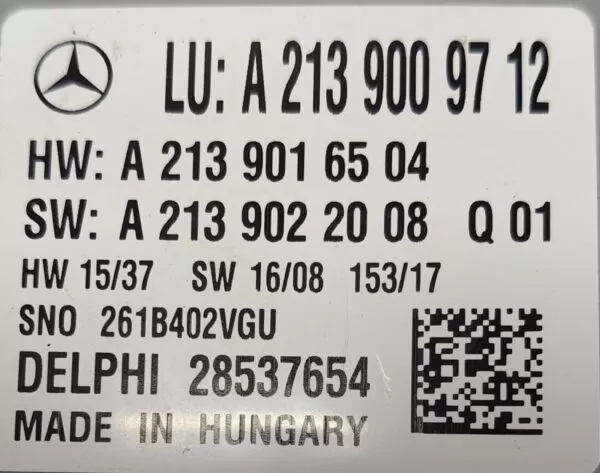 LU: A 213 900 97 12
HW: A 213 901 65 04
SW: A 213 902 20 08 Q 01
HW 15/37 SW 16/08 153/17
SNO 261B402VGU
DELPHI 28537654
MADE IN HUNGARY